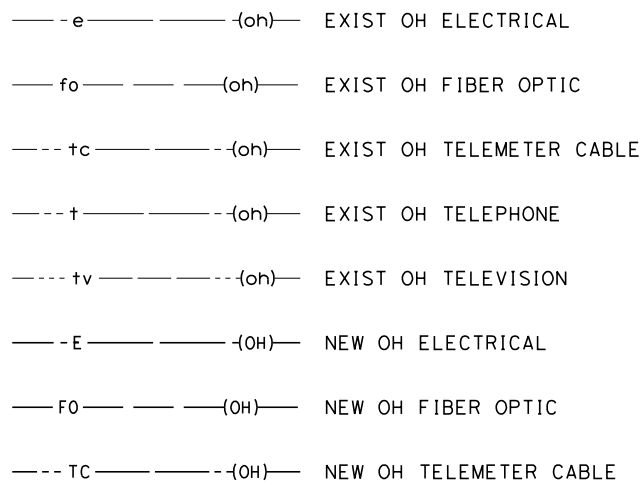 e (oh) EXIST OH ELECTRICAL
fo (oh) EXIST OH FIBER OPTIC
tc (oh) EXIST OH TELEMETER CABLE
t (oh) EXIST OH TELEPHONE
tv (oh) EXIST OH TELEVISION
E (OH) NEW OH ELECTRICAL
FO (OH) NEW OH FIBER OPTIC
TC (OH) NEW OH TELEMETER CABLE